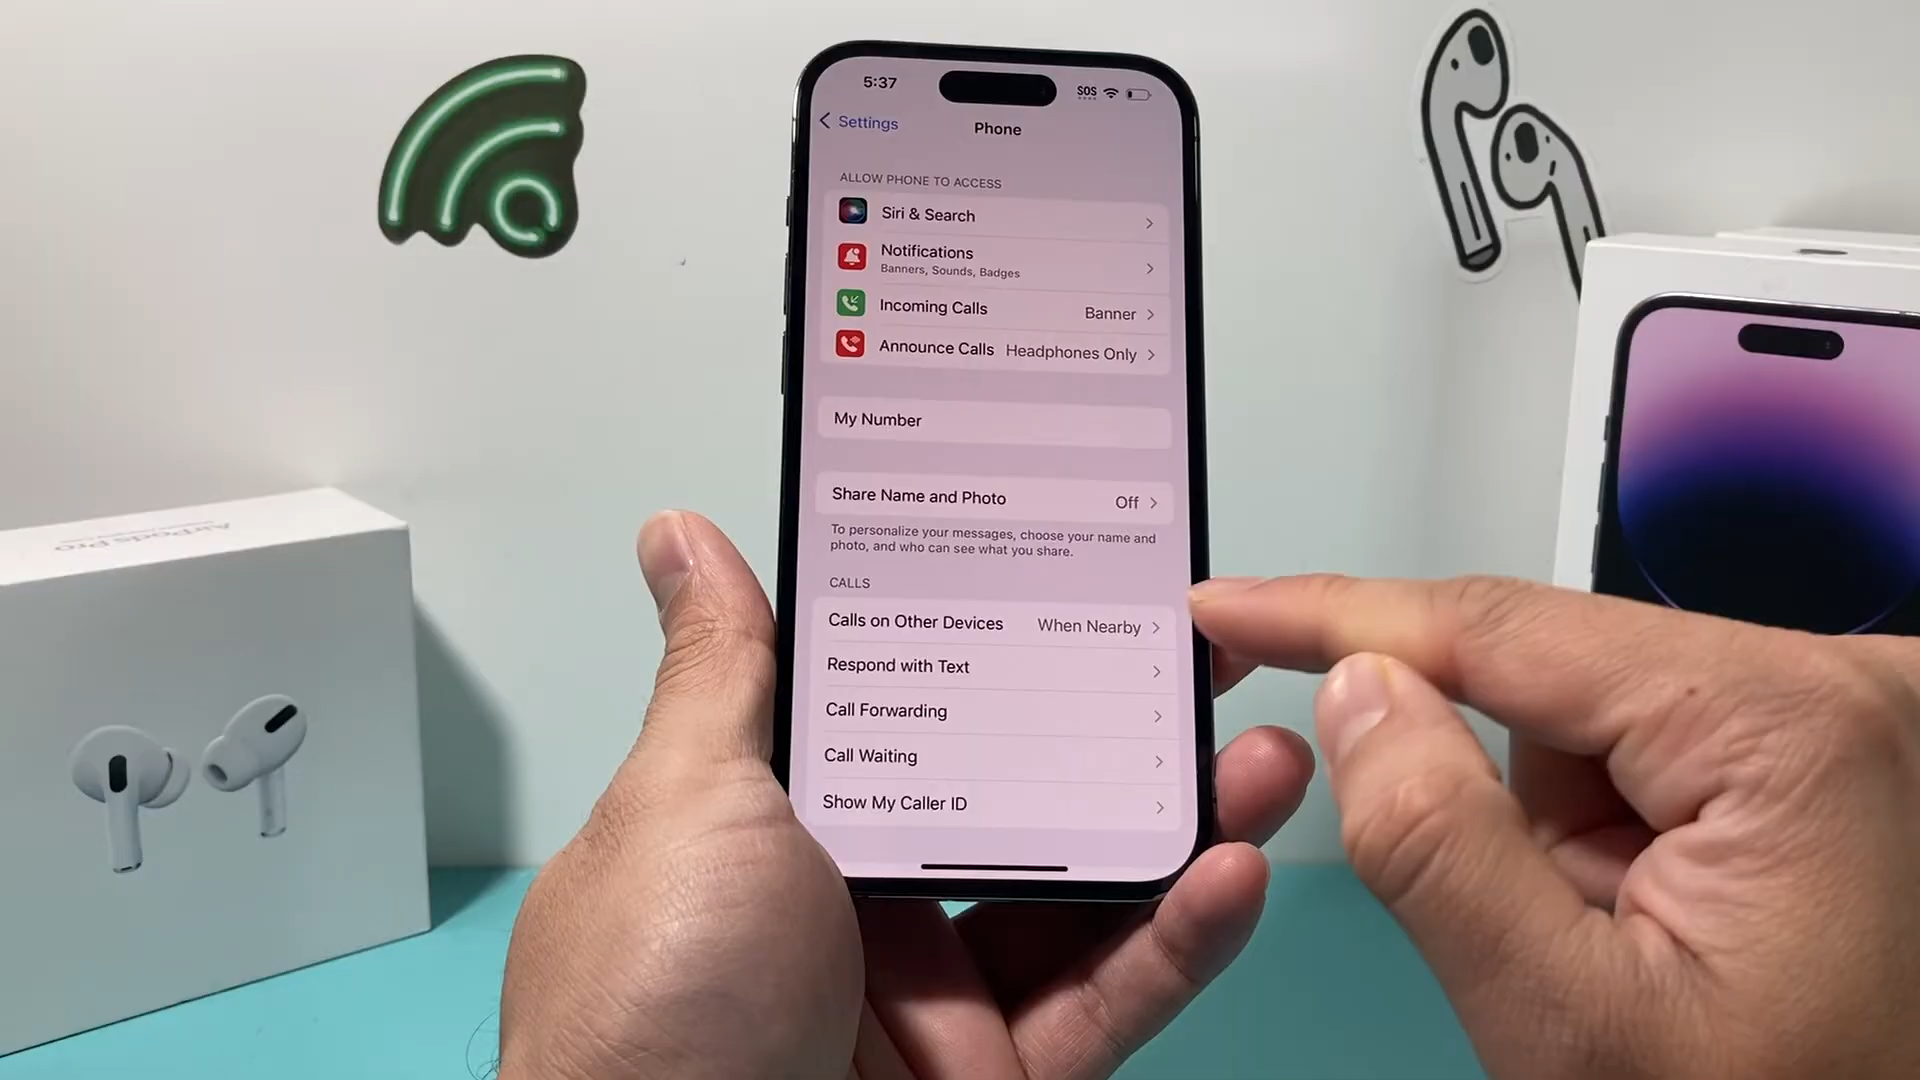 5:37
SOS
Settings
Phone
ALLOW PHONE TO ACCESS
Siri & Search
Notifications
Banners, Sounds, Badges
Incoming Calls Banner
Announce Calls Headphones Only
My Number
Share Name and Photo Off
To personalize your messages, choose your name and
photo, and who can see what you share.
CALLS
Calls on Other Devices When Nearby
Respond with Text
Call Forwarding
Call Waiting
Show My Caller ID
AirPods Pro